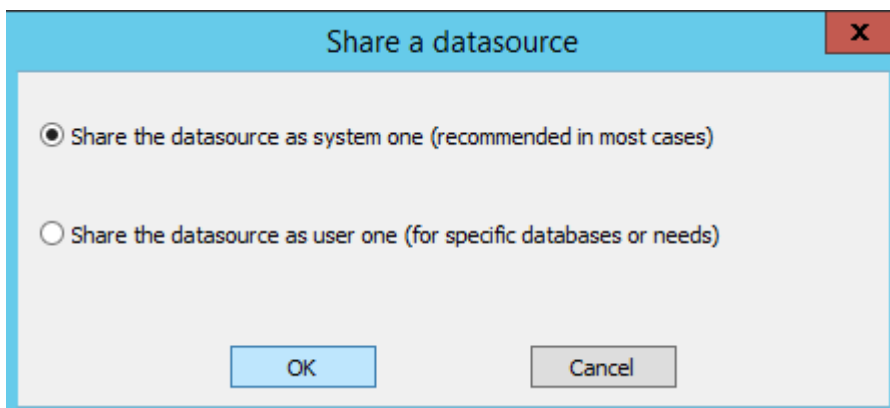 Share a datasource
x
Share the datasource as system one (recommended in most cases)
Share the datasource as user one (for specific databases or needs)
OK
Cancel